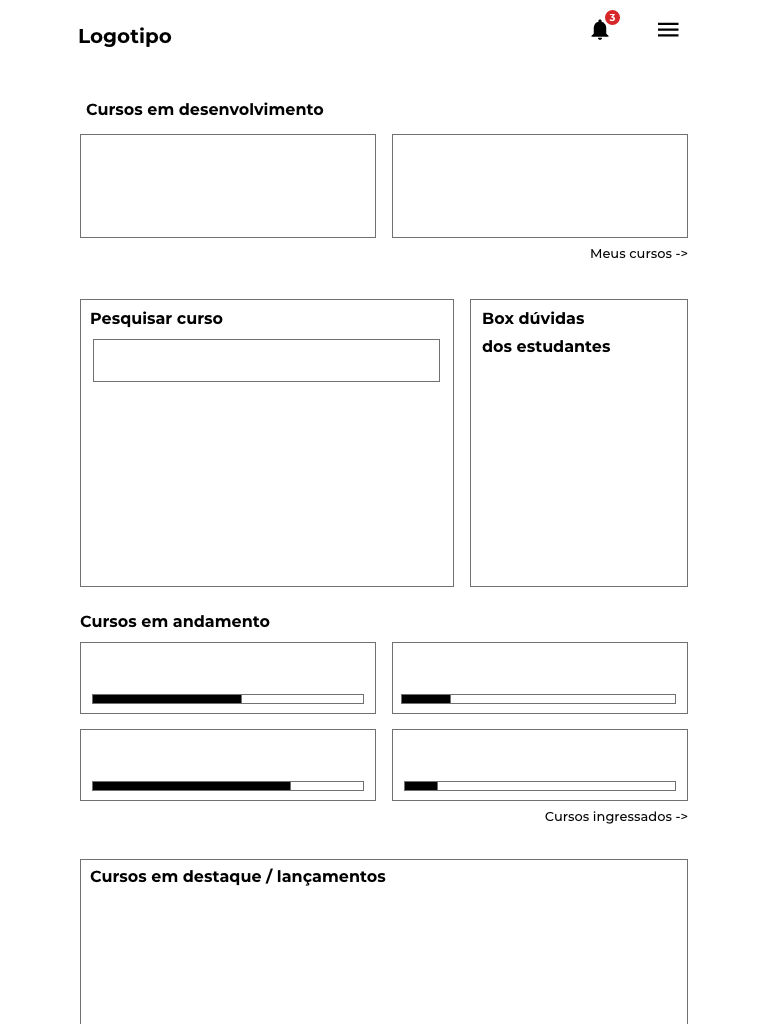 Logotipo
3
Cursos em desenvolvimento
Meus cursos ->
Pesquisar curso
Box dúvidas
dos estudantes
Cursos em andamento
Cursos ingressados ->
Cursos em destaque / lançamentos